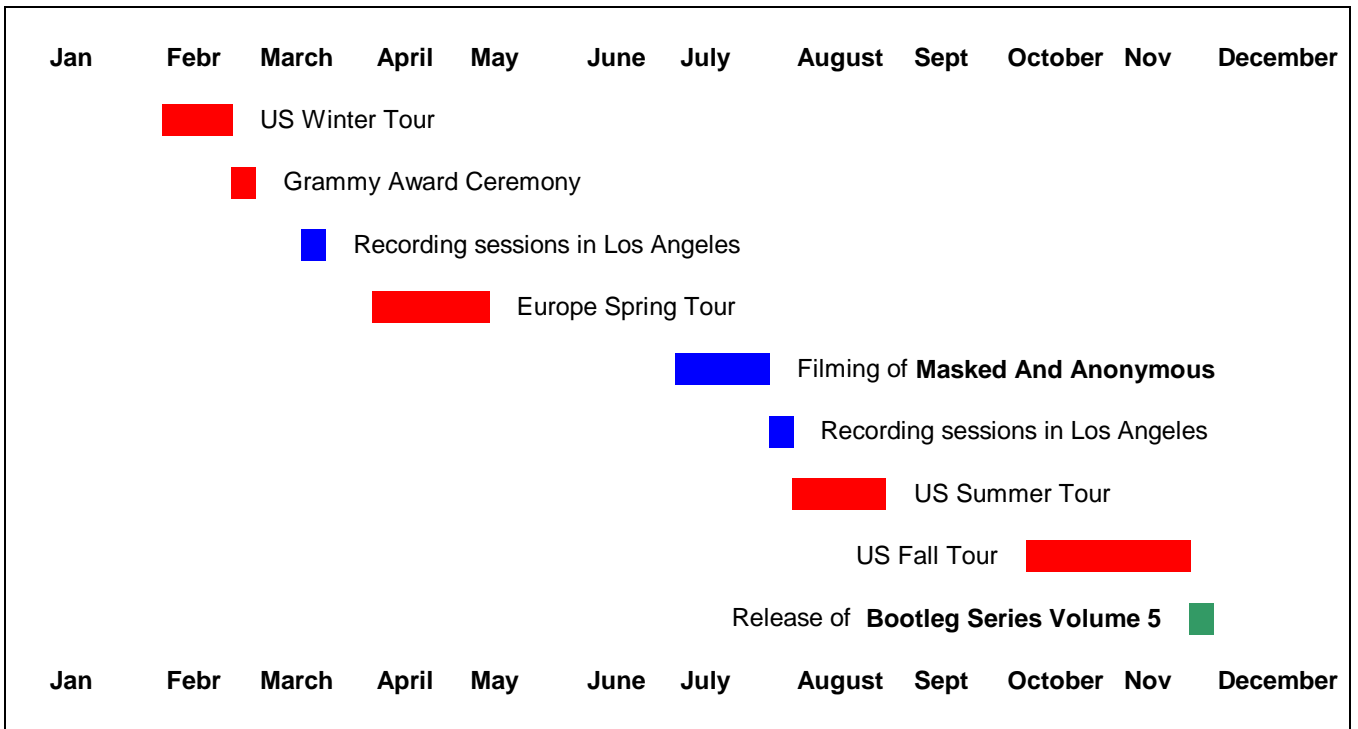 Jan Febr March April May June July August Sept October Nov December
US Winter Tour
Grammy Award Ceremony
Recording sessions in Los Angeles
Europe Spring Tour
Filming of Masked And Anonymous
Recording sessions in Los Angeles
US Summer Tour
US Fall Tour
Release of Bootleg Series Volume 5
Jan Febr March April May June July August Sept October Nov December